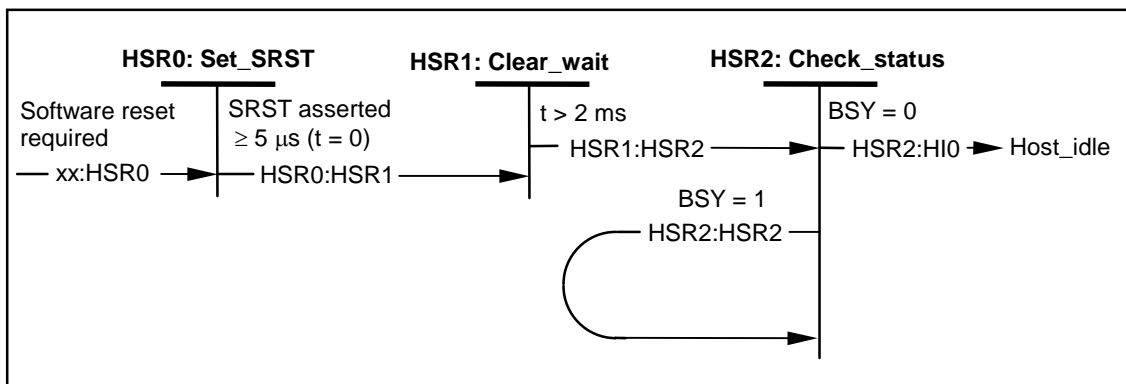 HSR0: Set_SRST
HSR1: Clear_wait
HSR2: Check_status
Software reset
required
xx:HSR0
SRST asserted
≥ 5 μs (t = 0)
HSR0:HSR1
t > 2 ms
HSR1:HSR2
BSY = 0
HSR2:HI0
Host_idle
BSY = 1
HSR2:HSR2